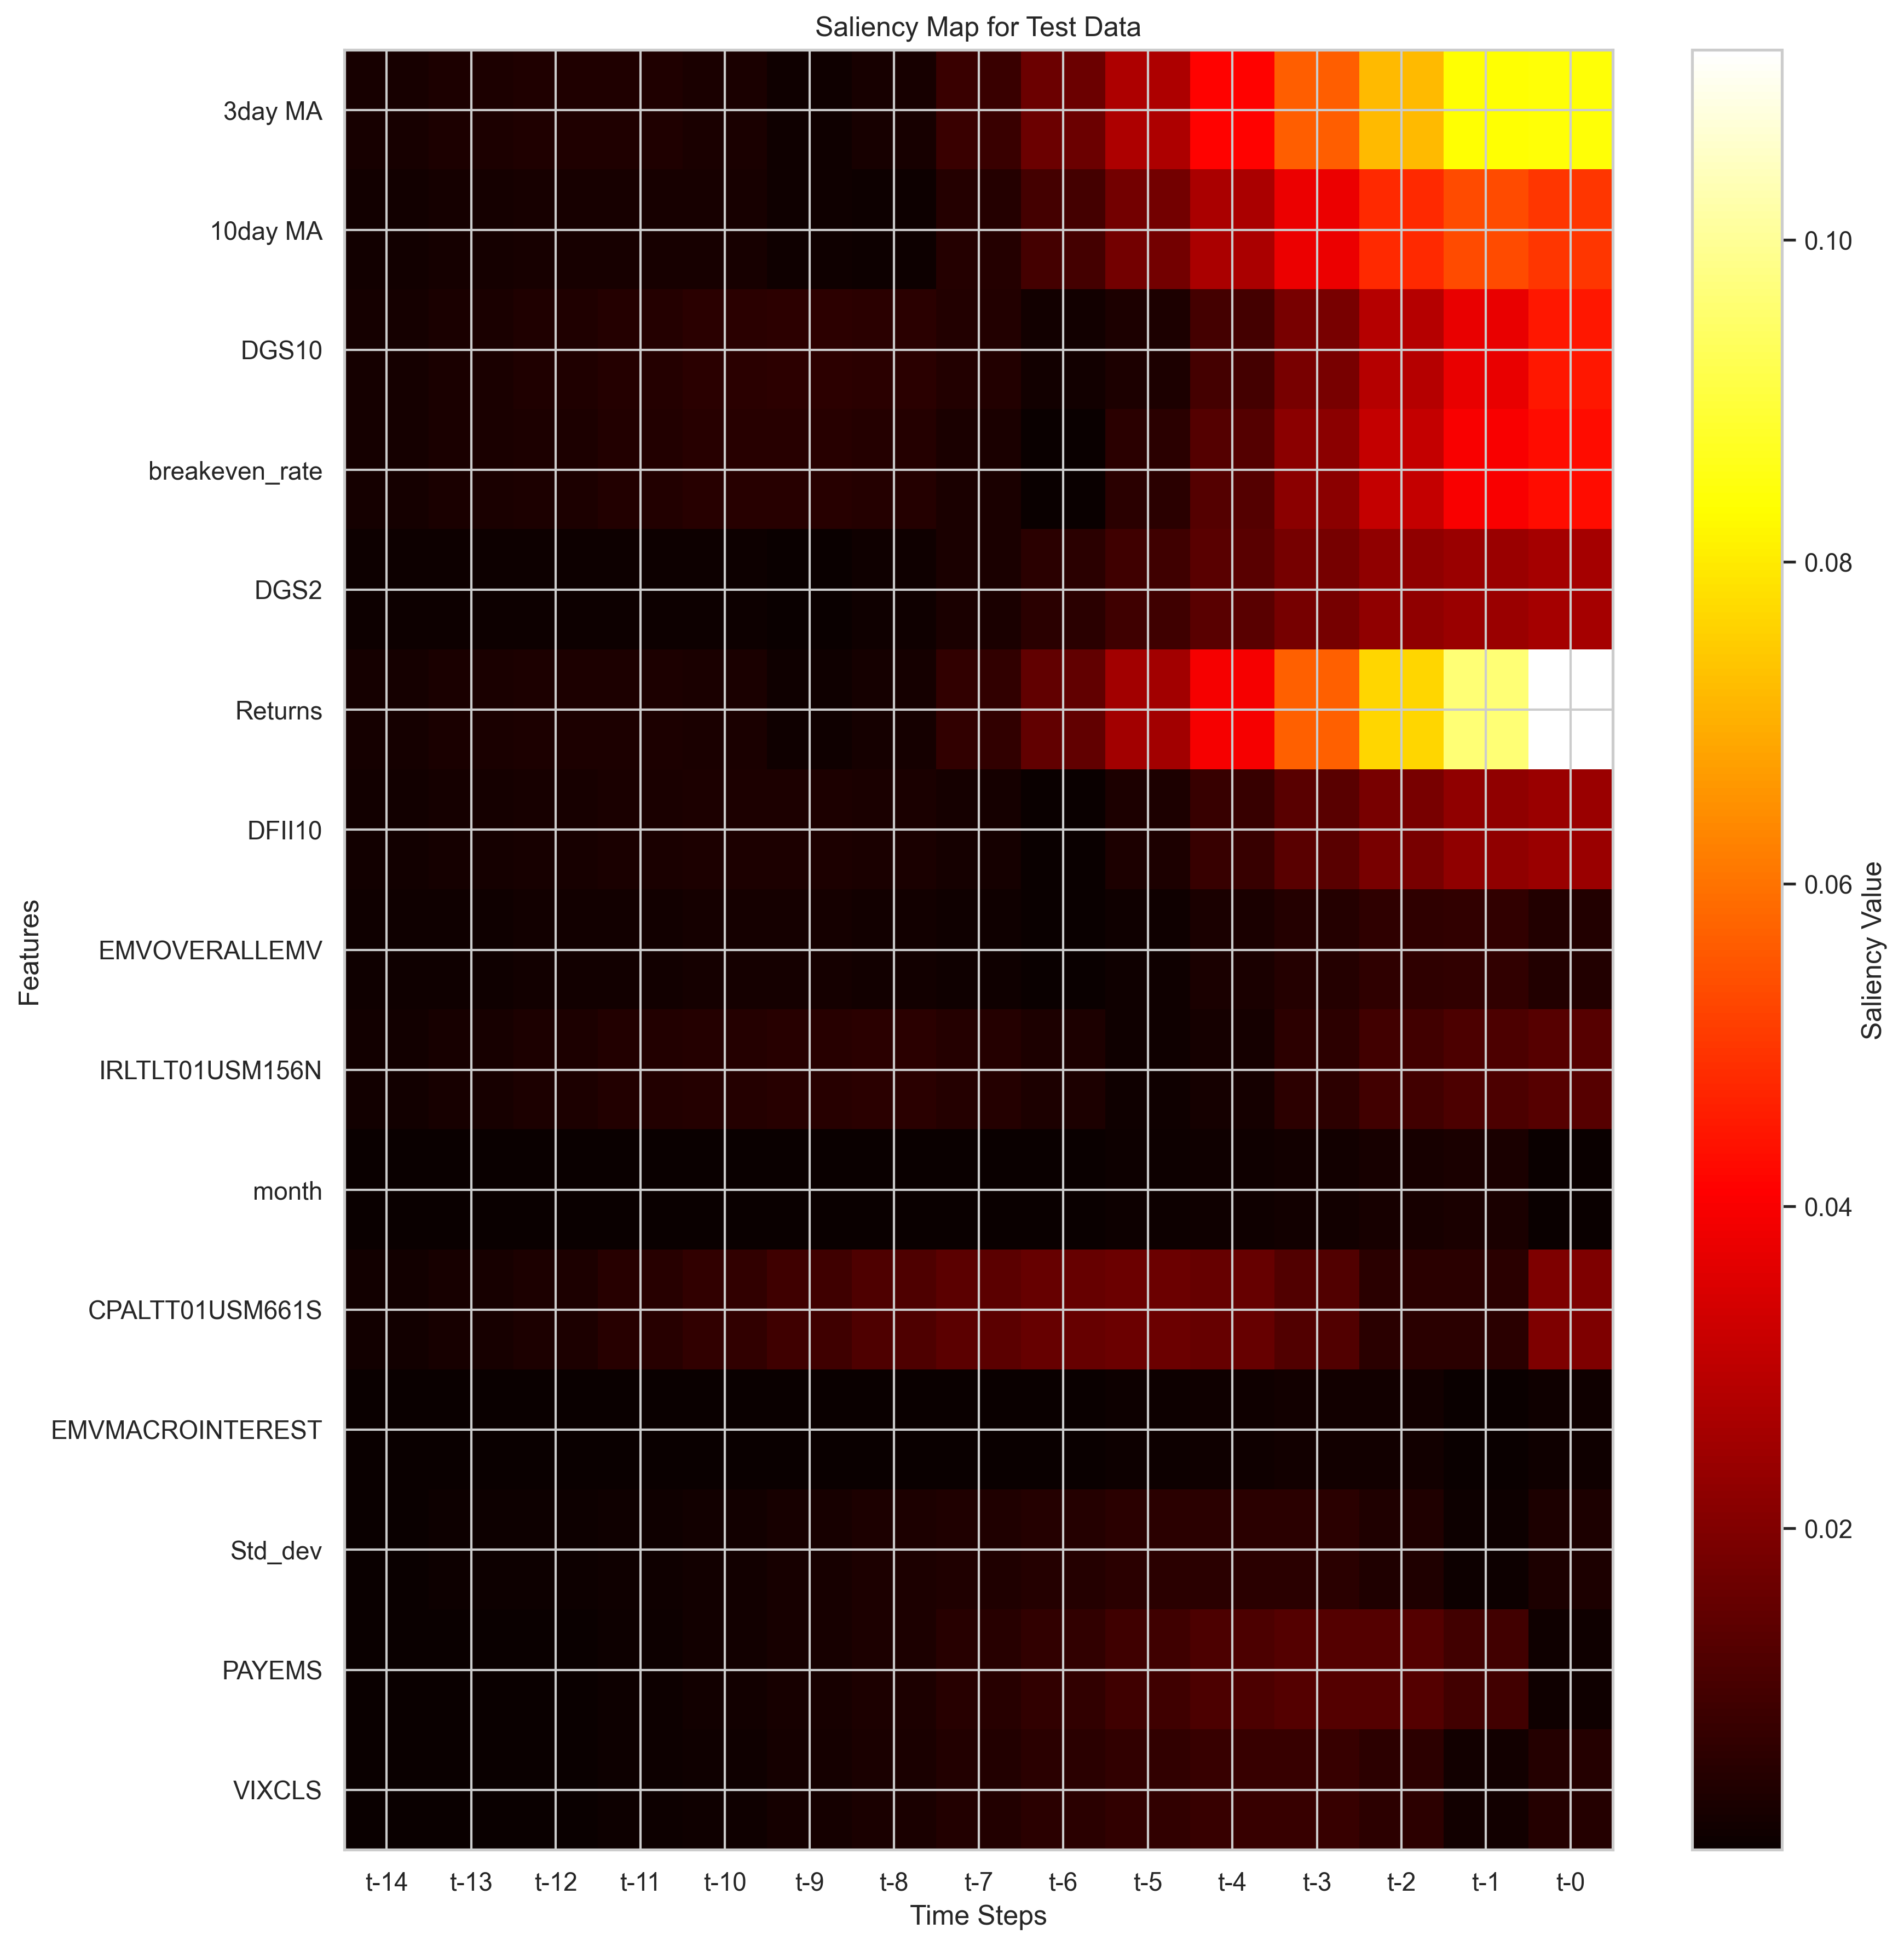 Saliency Map for Test Data
Features
3day MA
10day MA
DGS10
breakeven_rate
DGS2
Returns
DFII10
EMVOVERALLEMV
IRLTLT01USM156N
month
CPALTT01USM661S
EMVMACROINTEREST
Std_dev
PAYEMS
VIXCLS
t-14 t-13 t-12 t-11 t-10 t-9 t-8 t-7 t-6 t-5 t-4 t-3 t-2 t-1 t-0
Time Steps
0.10
0.08
0.06
0.04
0.02
Saliency Value